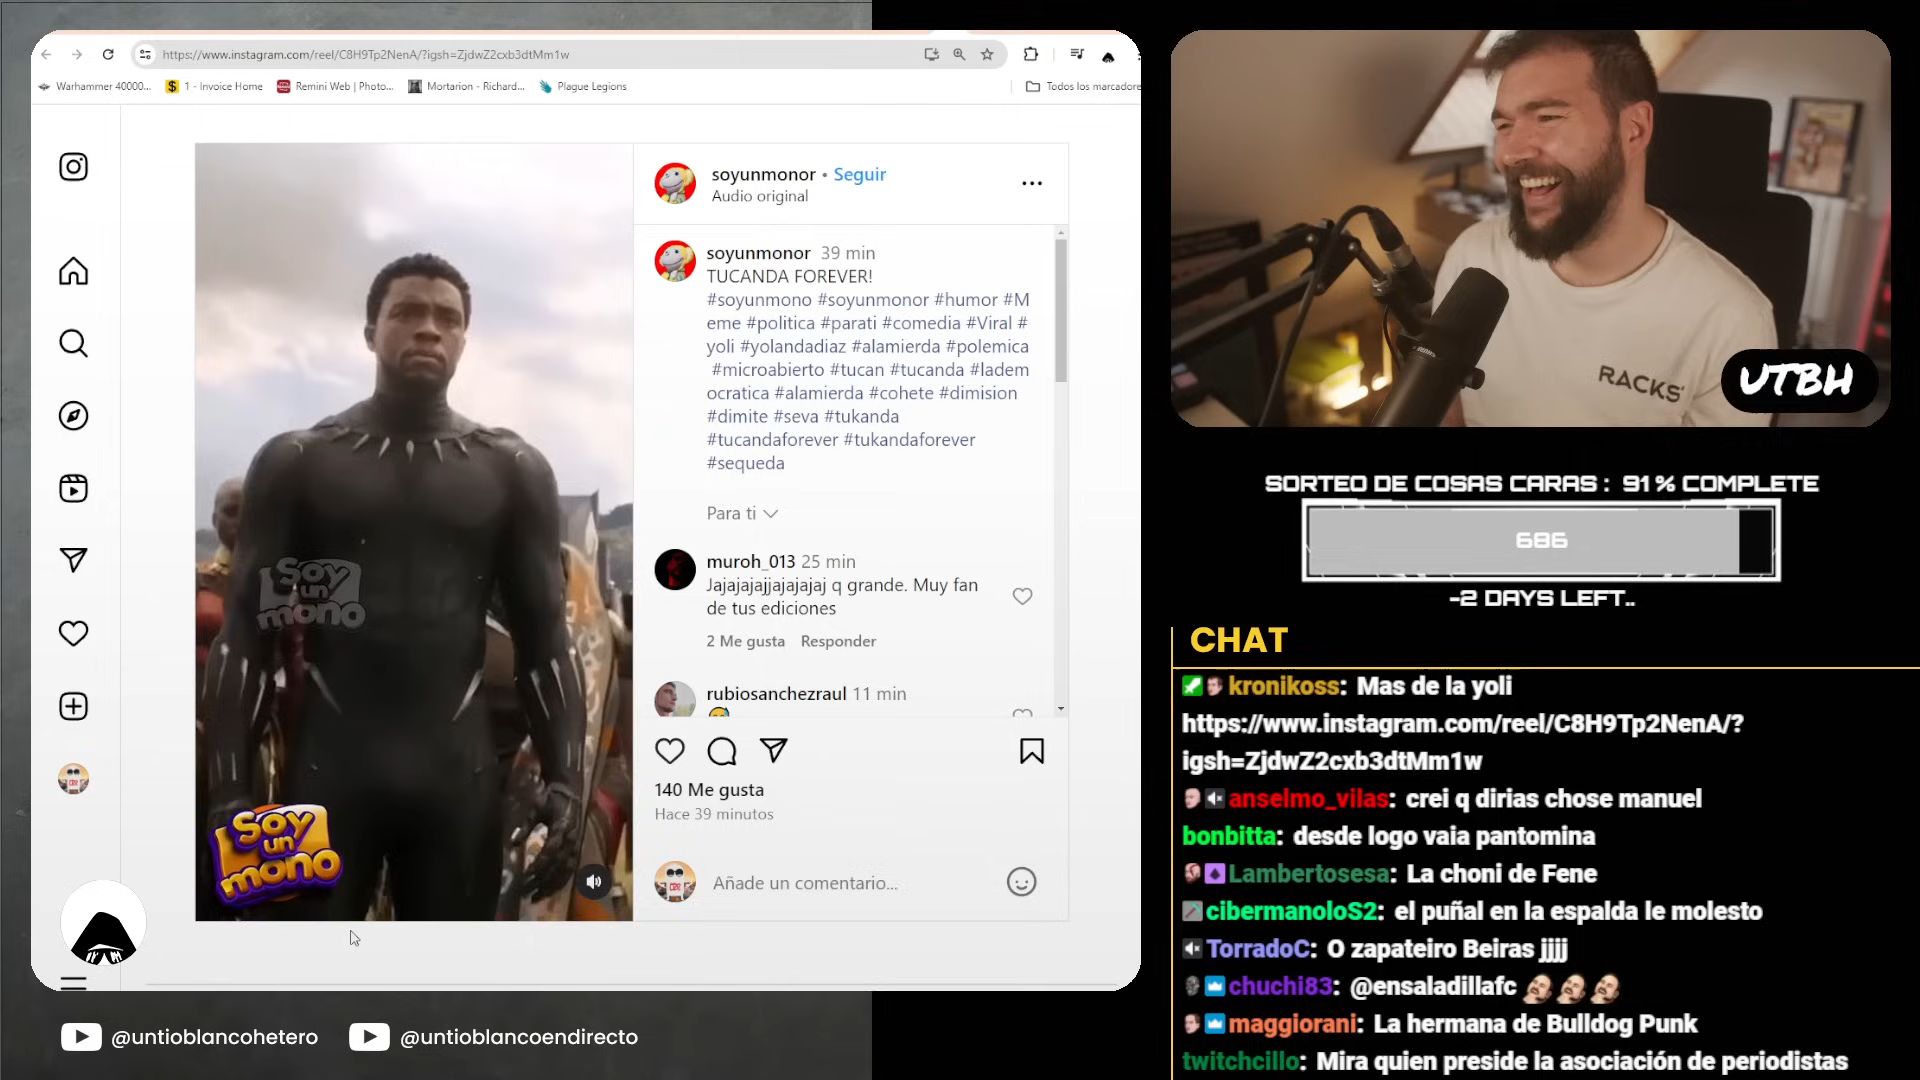 https://www.instagram.com/reel/C8H9Tp2NenA/?igsh=ZjdwZ2cxb3dtMm1w
Warhammer 40000...
1 - Invoice Home
Remini Web | Photo...
Mortarion - Richard...
Plague Legions
Todos los marcadore
soyunmonor • Seguir
Audio original
soyunmonor 39 min
TUCANDA FOREVER!
#soyunmono #soyunmonor #humor #M
eme #politica #parati #comedia #Viral #
yoli #yolandadiaz #alamierda #polemica
#microabierto #tucan #tucanda #ladem
ocratica #alamierda #cohete #dimision
#dimite #seva #tukanda
#tucandaforever #tukandaforever
#sequeda
Para ti
muroh_013 25 min
Jajajajajjajajajaj q grande. Muy fan
de tus ediciones
2 Me gusta Responder
rubiosanchezraul 11 min
140 Me gusta
Hace 39 minutos
Añade un comentario...
Soy
un
mono
Soy
un
mono
@untioblancohetero
@untioblancoendirecto
RACKS
UTBH
SORTEO DE COSAS CARAS : 91 % COMPLETE
686
-2 DAYS LEFT..
CHAT
kronikoss: Mas de la yoli
https://www.instagram.com/reel/C8H9Tp2NenA/?
igsh=ZjdwZ2cxb3dtMm1w
anselmo_vilas: crei q dirias chose manuel
bonbitta: desde logo vaia pantomina
Lambertosesa: La choni de Fene
cibermanoloS2: el puñal en la espalda le molesto
TorradoC: O zapateiro Beiras jjjj
chuchi83: @ensaladillafc
maggiorani: La hermana de Bulldog Punk
twitchcillo: Mira quien preside la asociación de periodistas